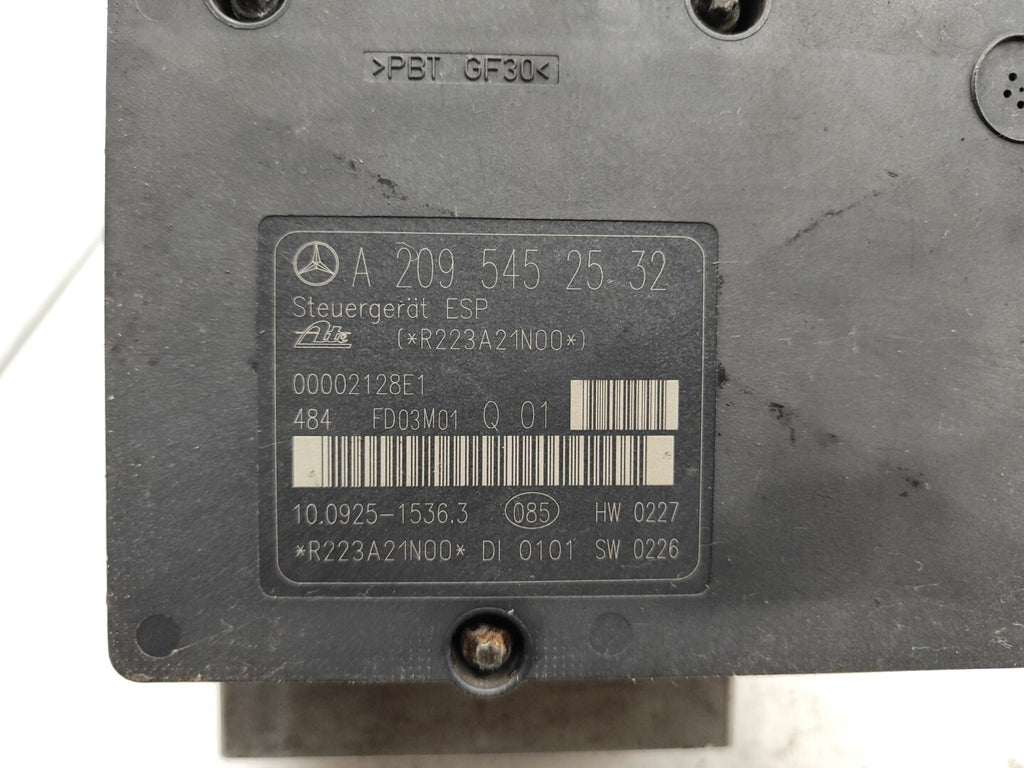 >PBT GF30<
A 209 545 25 32
Steuergerät ESP
Ate (*R223A21N00*)
00002128E1
484 FD03M01 Q 01
10.0925-1536.3 085 HW 0227
*R223A21N00* DI 0101 SW 0226